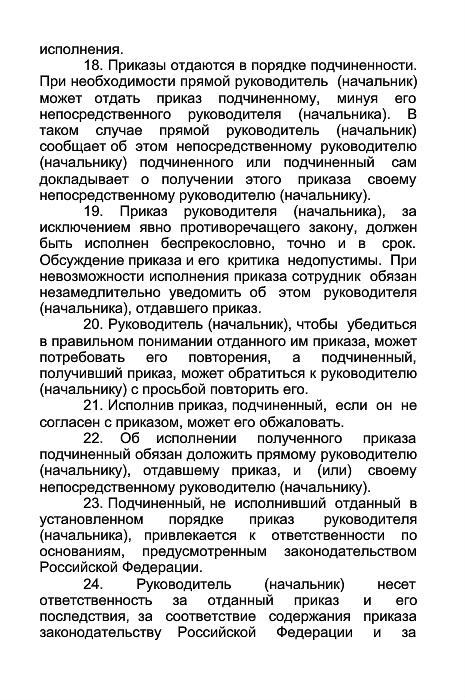 исполнения.
18. Приказы отдаются в порядке подчиненности.
При необходимости прямой руководитель (начальник)
может отдать приказ подчиненному, минуя его
непосредственного руководителя (начальника). В
таком случае прямой руководитель (начальник)
сообщает об этом непосредственному руководителю
(начальнику) подчиненного или подчиненный сам
докладывает о получении этого приказа своему
непосредственному руководителю (начальнику).
19. Приказ руководителя (начальника), за
исключением явно противоречащего закону, должен
быть исполнен беспрекословно, точно и в срок.
Обсуждение приказа и его критика недопустимы. При
невозможности исполнения приказа сотрудник обязан
незамедлительно уведомить об этом руководителя
(начальника), отдавшего приказ.
20. Руководитель (начальник), чтобы убедиться
в правильном понимании отданного им приказа, может
потребовать его повторения, а подчиненный,
получивший приказ, может обратиться к руководителю
(начальнику) с просьбой повторить его.
21. Исполнив приказ, подчиненный, если он не
согласен с приказом, может его обжаловать.
22. Об исполнении полученного приказа
подчиненный обязан доложить прямому руководителю
(начальнику), отдавшему приказ, и (или) своему
непосредственному руководителю (начальнику).
23. Подчиненный, не исполнивший отданный в
установленном порядке приказ руководителя
(начальника), привлекается к ответственности по
основаниям, предусмотренным законодательством
Российской Федерации.
24. Руководитель (начальник) несет
ответственность за отданный приказ и его
последствия, за соответствие содержания приказа
законодательству Российской Федерации и за